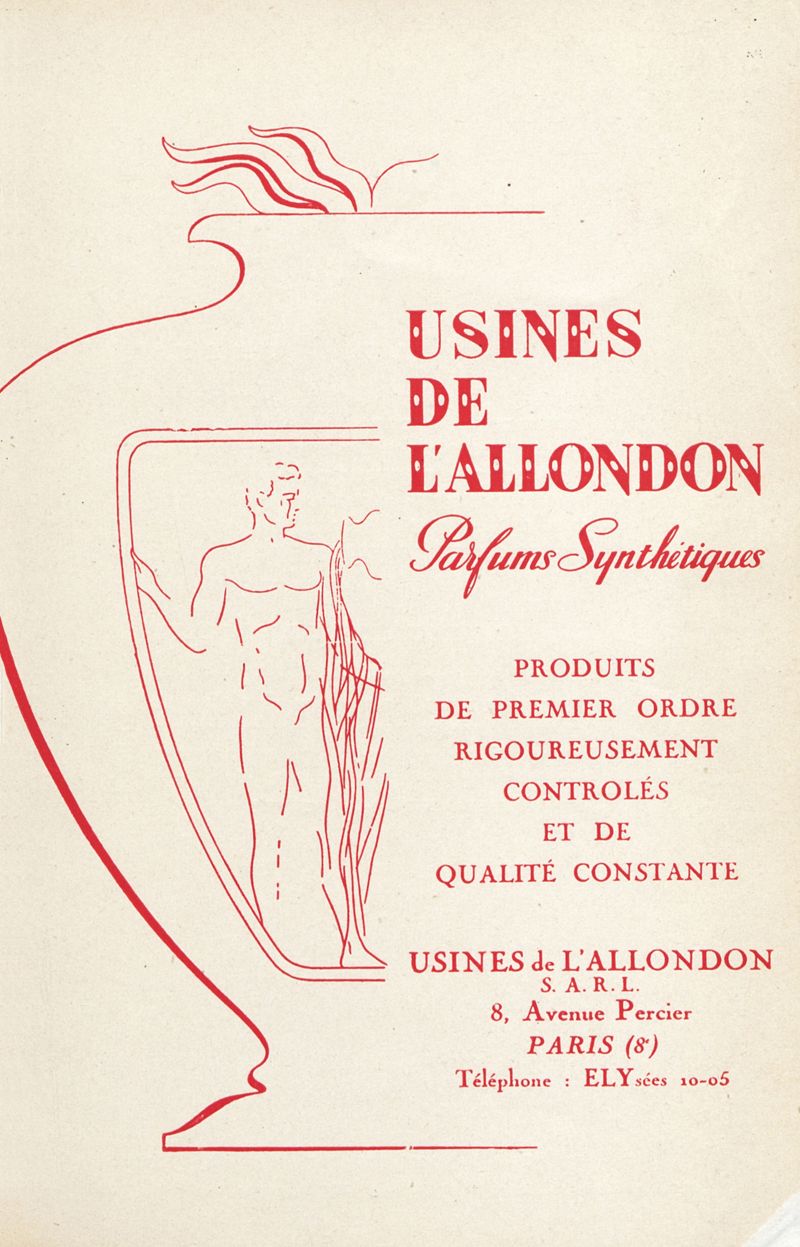 USINES
DE
L'ALLONDON
Parfums Synthétiques
PRODUITS
DE PREMIER ORDRE
RIGOUREUSEMENT
CONTROLÉS
ET DE
QUALITÉ CONSTANTE
USINES de L'ALLONDON
S. A. R. L.
8, Avenue Percier
PARIS (8e)
Téléphone : ELYsées 10-05